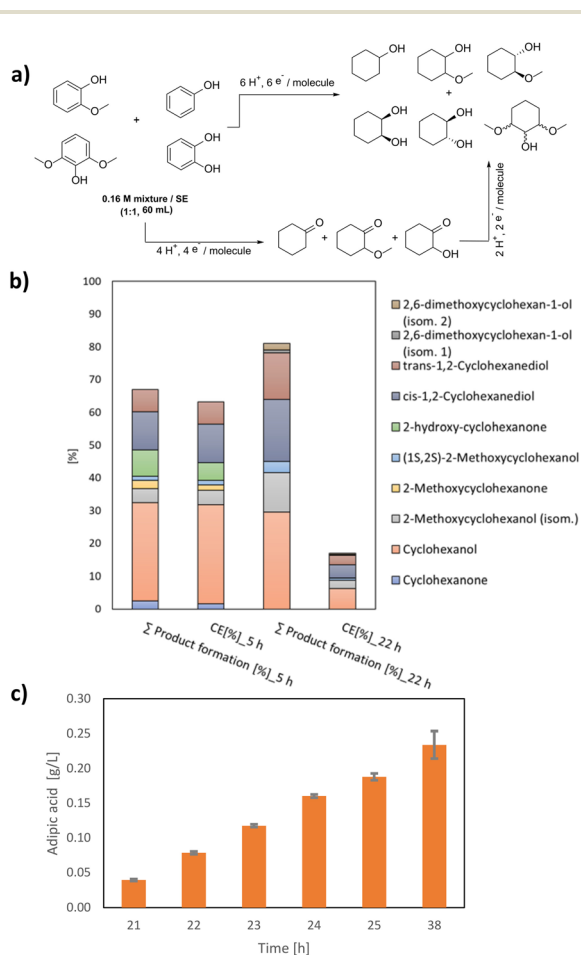 a)
OH
O
OH
+
OH
O
O
OH
OH
6 H+, 6 e- / molecule
0.16 M mixture / SE
(1:1, 60 mL)
4 H+, 4 e- / molecule
O
+
O
O
+
O
OH
2 H+, 2 e- / molecule
OH
OH
O
OH
O
+
OH
OH
OH
OH
O
O
OH
b)
100
90
80
70
60
50
40
30
20
10
0
[%]
∑ Product formation [%]_5 h
CE[%]_5 h
∑ Product formation [%]_22 h
CE[%]_22 h
2,6-dimethoxycyclohexan-1-ol
(isom. 2)
2,6-dimethoxycyclohexan-1-ol
(isom. 1)
trans-1,2-Cyclohexanediol
cis-1,2-Cyclohexanediol
2-hydroxy-cyclohexanone
(1S,2S)-2-Methoxycyclohexanol
2-Methoxycyclohexanone
2-Methoxycyclohexanol (isom.)
Cyclohexanol
Cyclohexanone
c)
0.30
0.25
0.20
0.15
0.10
0.05
0.00
Adipic acid [g/L]
21 22 23 24 25 38
Time [h]